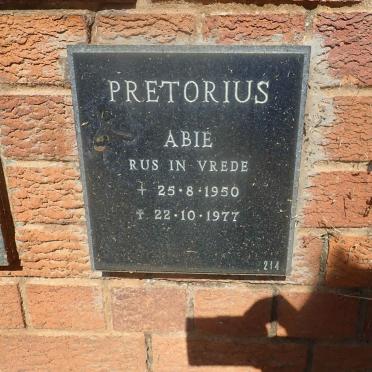 PRETORIUS
ABIE
RUS IN VREDE
+ 25·8·1950
✝ 22·10·1977
214